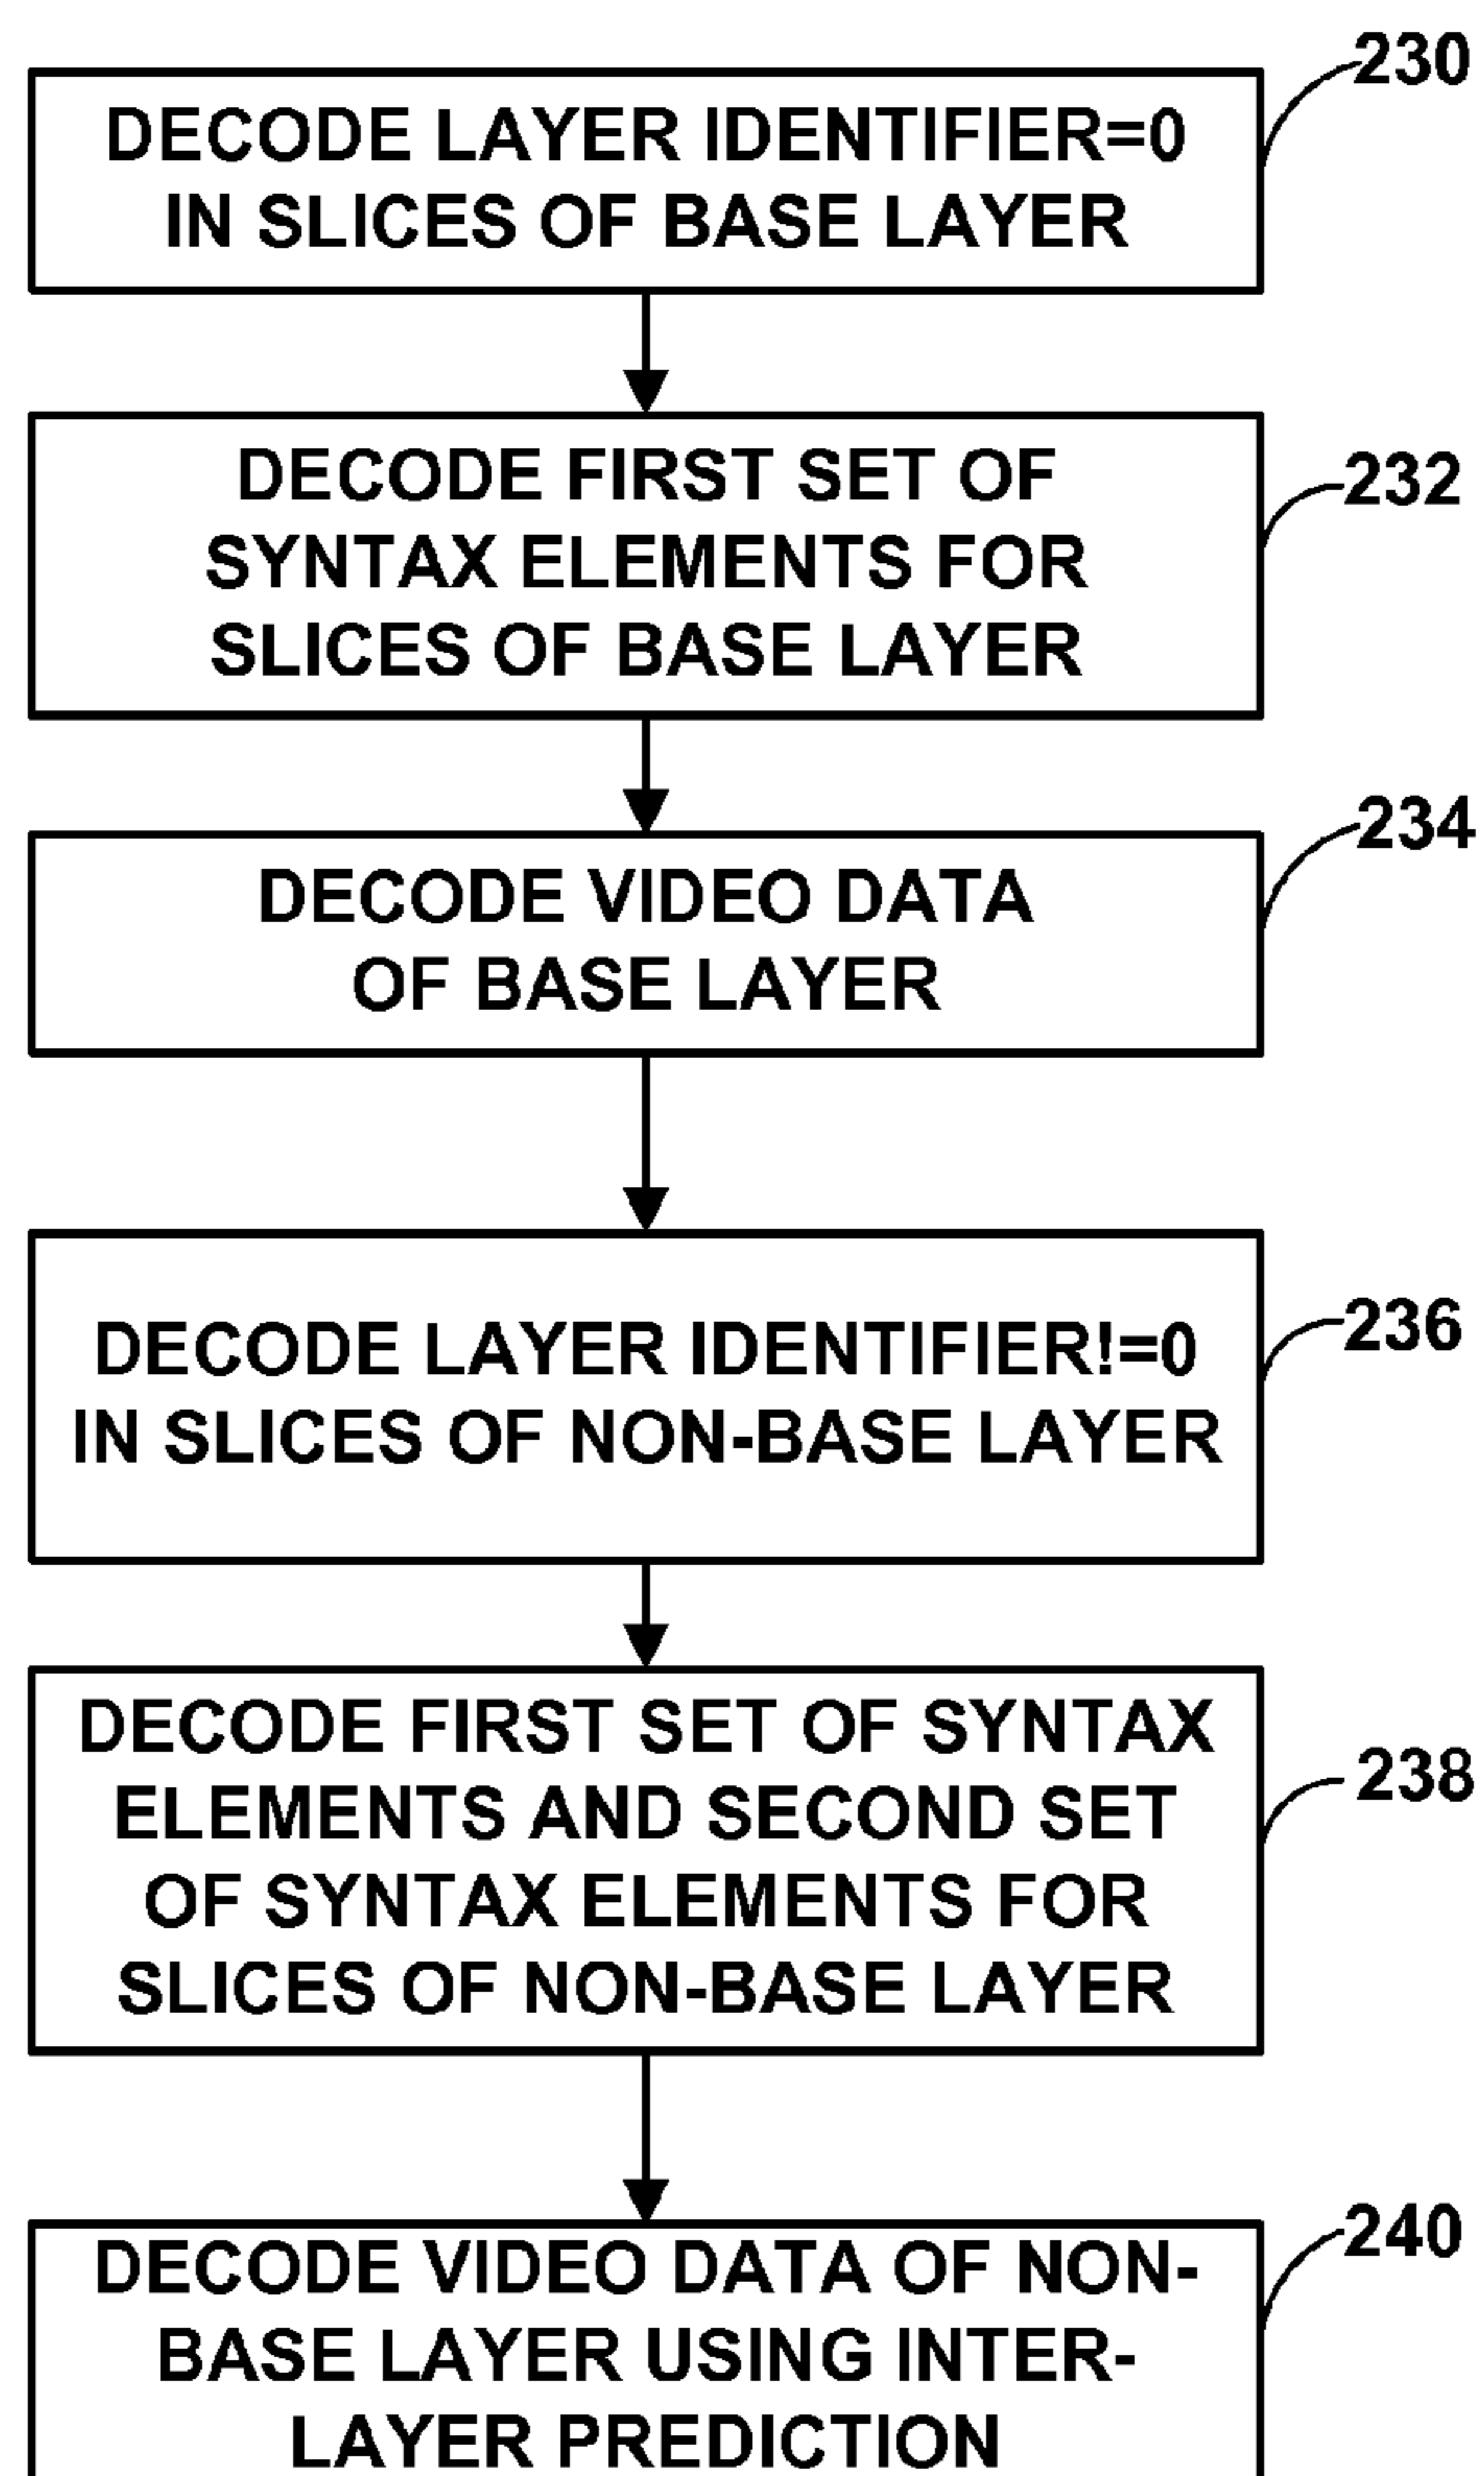 230
DECODE LAYER IDENTIFIER=0
IN SLICES OF BASE LAYER
232
DECODE FIRST SET OF
SYNTAX ELEMENTS FOR
SLICES OF BASE LAYER
234
DECODE VIDEO DATA
OF BASE LAYER
236
DECODE LAYER IDENTIFIER!=0
IN SLICES OF NON-BASE LAYER
238
DECODE FIRST SET OF SYNTAX
ELEMENTS AND SECOND SET
OF SYNTAX ELEMENTS FOR
SLICES OF NON-BASE LAYER
240
DECODE VIDEO DATA OF NON-
BASE LAYER USING INTER-
LAYER PREDICTION